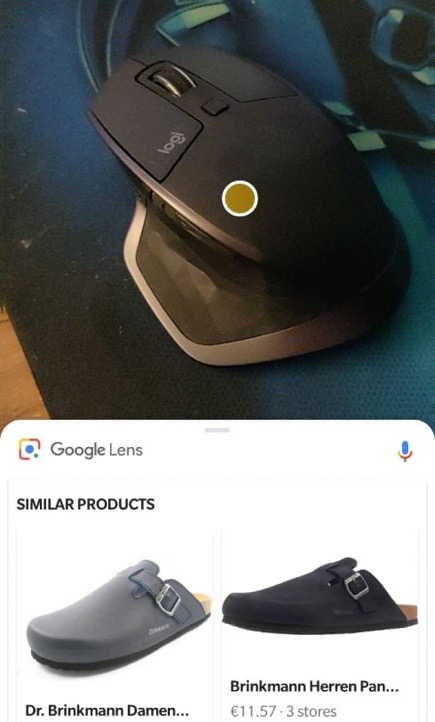 logi
Google Lens
SIMILAR PRODUCTS
Dr. Brinkmann Damen...
Brinkmann Herren Pan...
€11.57 · 3 stores